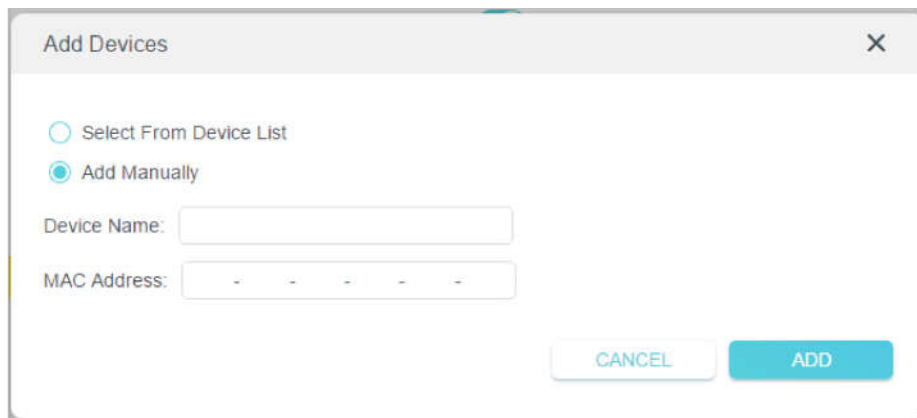 Add Devices
Select From Device List
Add Manually
Device Name:
MAC Address: - - - - -
CANCEL ADD